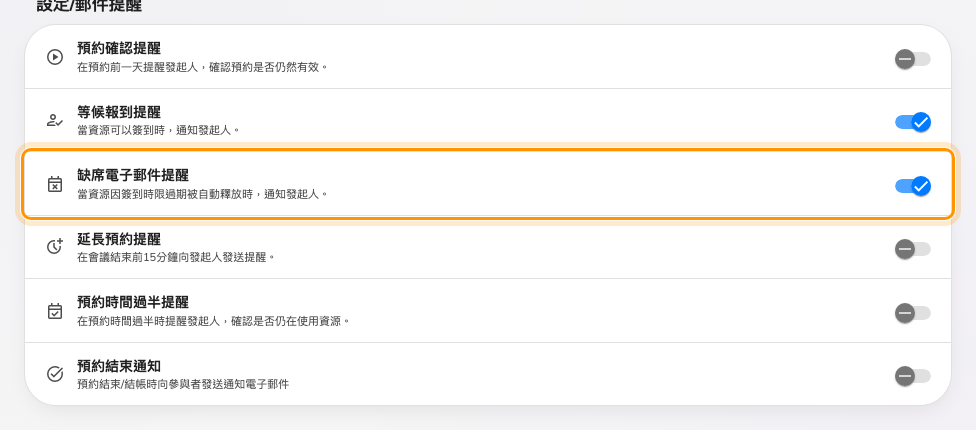 設定/郵件提醒
預約確認提醒
在預約前一天提醒發起人，確認預約是否仍然有效。
等候報到提醒
當資源可以簽到時，通知發起人。
缺席電子郵件提醒
當資源因簽到時限過期被自動釋放時，通知發起人。
延長預約提醒
在會議結束前15分鐘向發起人發送提醒。
預約時間過半提醒
在預約時間過半時提醒發起人，確認是否仍在使用資源。
預約結束通知
預約結束/結帳時向參與者發送通知電子郵件